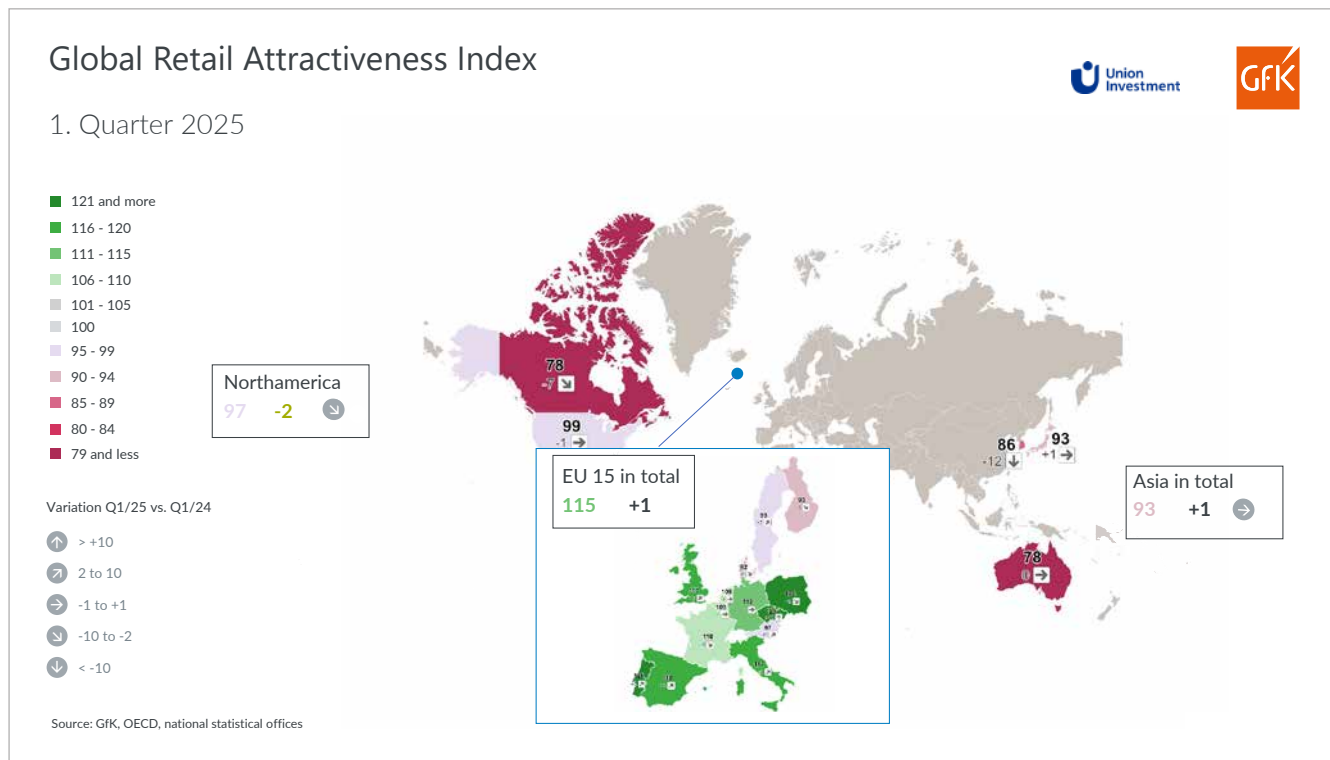 Global Retail Attractiveness Index
Union
Investment
GfK
1. Quarter 2025
121 and more
116 - 120
111 - 115
106 - 110
101 - 105
100
95 - 99
90 - 94
85 - 89
80 - 84
79 and less
Northamerica
97 -2
78
-7
99
-1
86
-12
93
+1
EU 15 in total
115 +1
Asia in total
93 +1
78
0
Variation Q1/25 vs. Q1/24
> +10
2 to 10
-1 to +1
-10 to -2
< -10
Source: GfK, OECD, national statistical offices